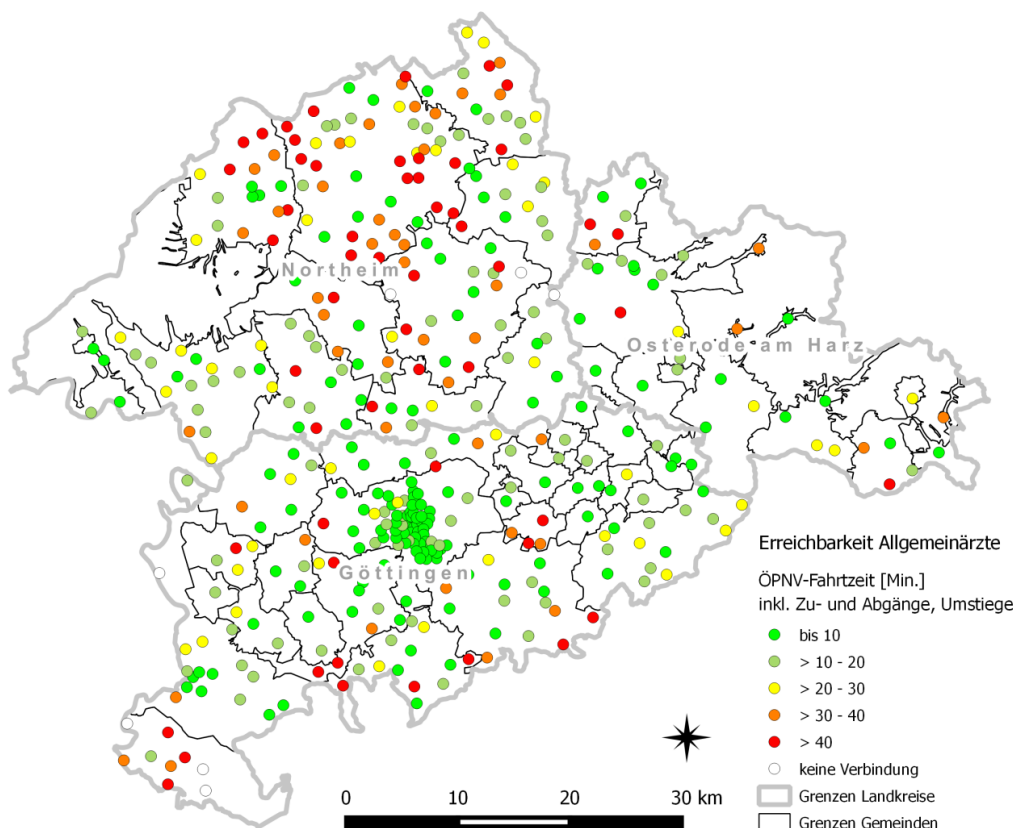 Northeim
Osterode am Harz
Göttingen
Erreichbarkeit Allgemeinärzte
ÖPNV-Fahrtzeit [Min.]
inkl. Zu- und Abgänge, Umstiege
bis 10
> 10 - 20
> 20 - 30
> 30 - 40
> 40
keine Verbindung
Grenzen Landkreise
Grenzen Gemeinden
0 10 20 30 km